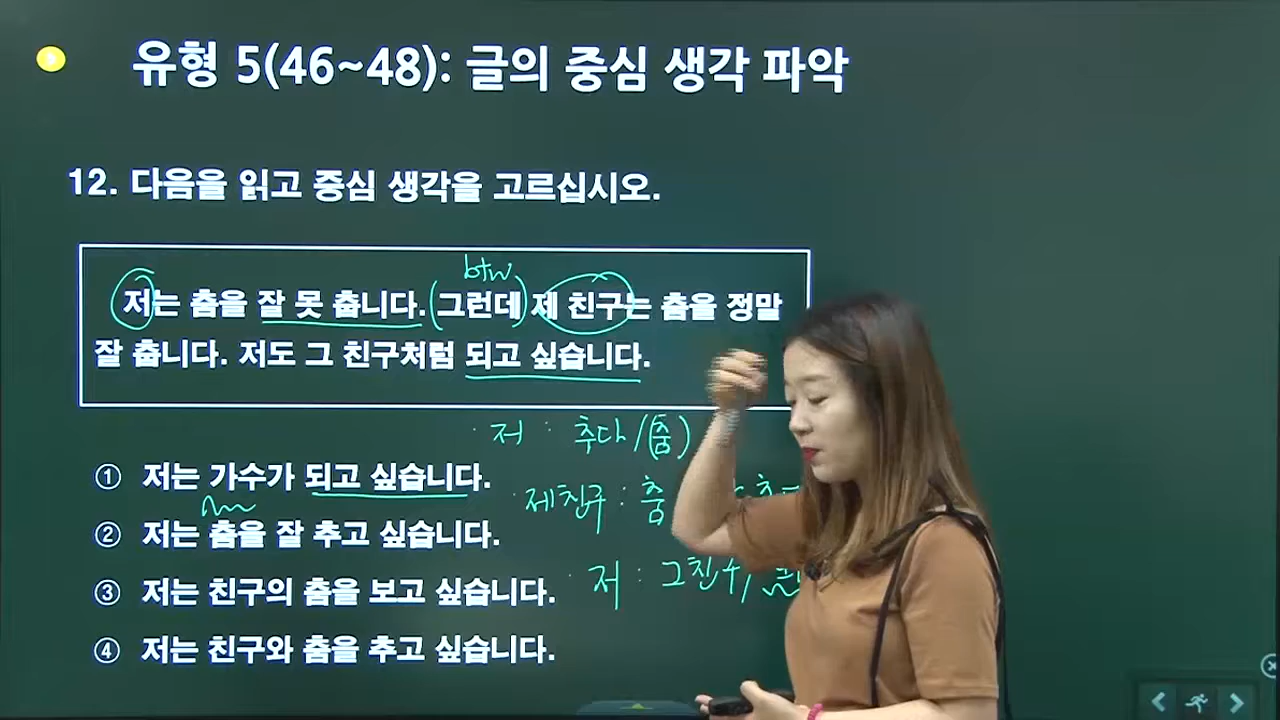 유형 5(46~48): 글의 중심 생각 파악
12. 다음을 읽고 중심 생각을 고르십시오.
btw
저는 춤을 잘 못 춥니다. (그런데) 제 친구는 춤을 정말
잘 춥니다. 저도 그 친구처럼 되고 싶습니다.
저 : 추다/(춤)
① 저는 가수가 되고 싶습니다.
제친구 : 춤
② 저는 춤을 잘 추고 싶습니다.
저 :
③ 저는 친구의 춤을 보고 싶습니다.
④ 저는 친구와 춤을 추고 싶습니다.